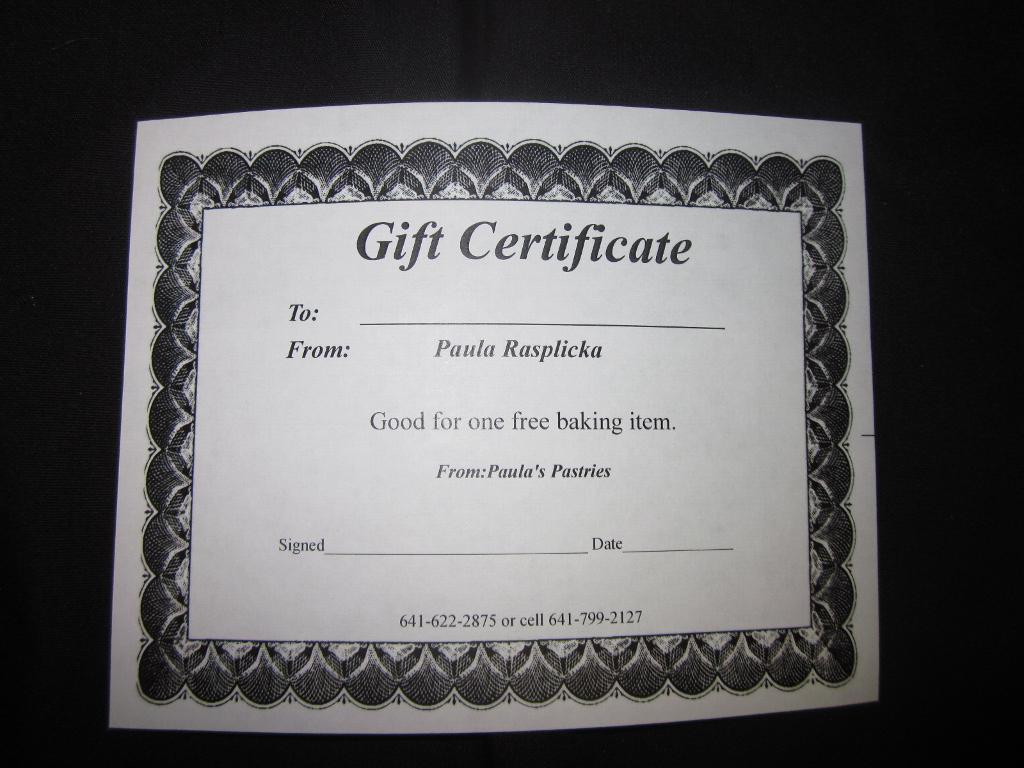 Gift Certificate
To:
From: Paula Rasplicka
Good for one free baking item.
From:Paula's Pastries
Signed Date
641-622-2875 or cell 641-799-2127